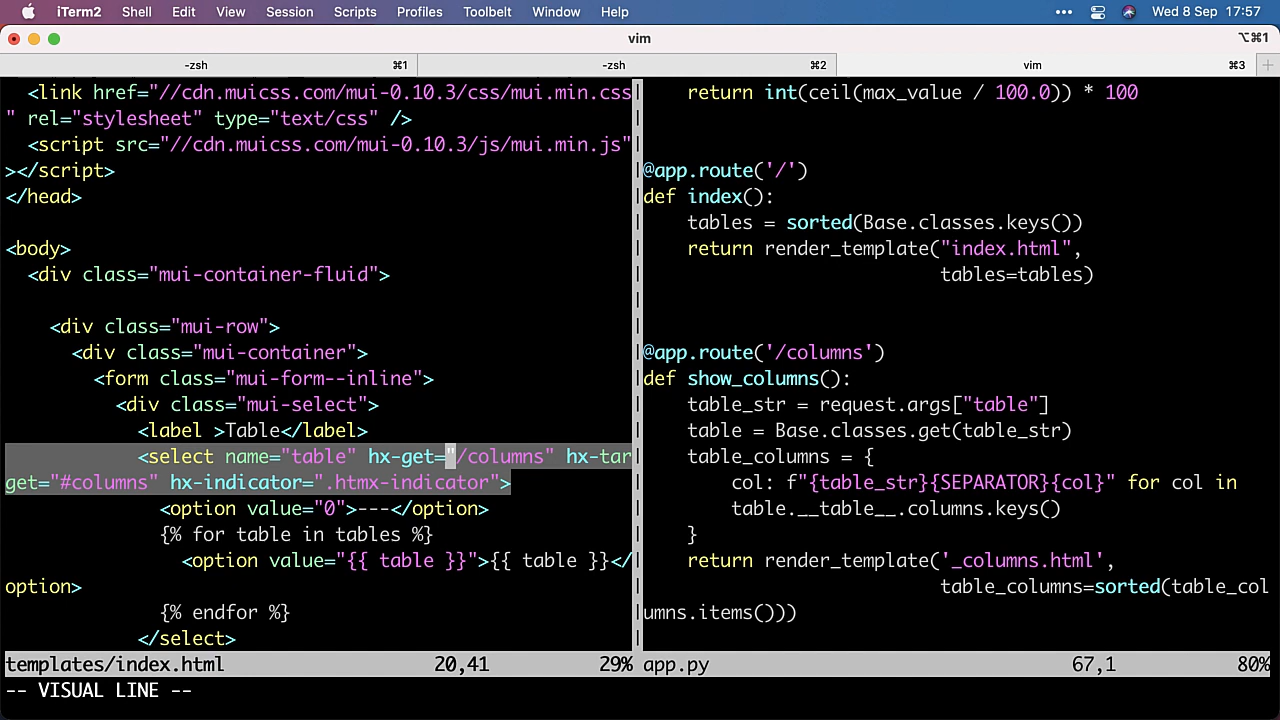 iTerm2 Shell Edit View Session Scripts Profiles Toolbelt Window Help ••• Wed 8 Sep 17:57
vim ⌥⌘1
-zsh ⌘1 -zsh ⌘2 vim ⌘3 +
<link href="//cdn.muicss.com/mui-0.10.3/css/mui.min.css
" rel="stylesheet" type="text/css" />
<script src="//cdn.muicss.com/mui-0.10.3/js/mui.min.js"
></script>
</head>
<body>
<div class="mui-container-fluid">
<div class="mui-row">
<div class="mui-container">
<form class="mui-form--inline">
<div class="mui-select">
<label >Table</label>
<select name="table" hx-get="/columns" hx-tar
get="#columns" hx-indicator=".htmx-indicator">
<option value="0">---</option>
{% for table in tables %}
<option value="{{ table }}">{{ table }}</
option>
{% endfor %}
</select>
templates/index.html 20,41 29%
-- VISUAL LINE --
return int(ceil(max_value / 100.0)) * 100
@app.route('/')
def index():
tables = sorted(Base.classes.keys())
return render_template("index.html",
tables=tables)
@app.route('/columns')
def show_columns():
table_str = request.args["table"]
table = Base.classes.get(table_str)
table_columns = {
col: f"{table_str}{SEPARATOR}{col}" for col in
table.__table__.columns.keys()
}
return render_template('_columns.html',
table_columns=sorted(table_col
umns.items()))
app.py 67,1 80%